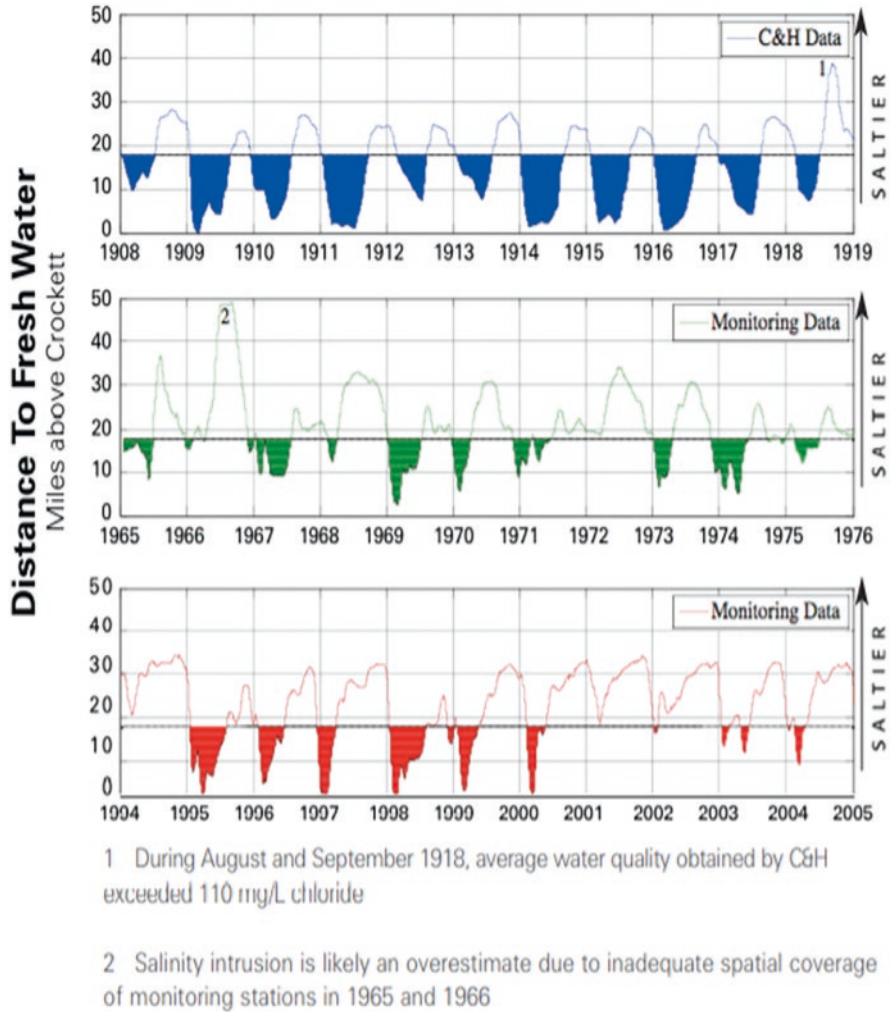 Distance To Fresh Water
Miles above Crockett
50
40
30
20
10
0
C&H Data
1
SALTIER
1908 1909 1910 1911 1912 1913 1914 1915 1916 1917 1918 1919
50
40
30
20
10
0
Monitoring Data
2
SALTIER
1965 1966 1967 1968 1969 1970 1971 1972 1973 1974 1975 1976
50
40
30
20
10
0
Monitoring Data
SALTIER
1994 1995 1996 1997 1998 1999 2000 2001 2002 2003 2004 2005
1 During August and September 1918, average water quality obtained by C&H
exceeded 110 mg/L chloride
2 Salinity intrusion is likely an overestimate due to inadequate spatial coverage
of monitoring stations in 1965 and 1966